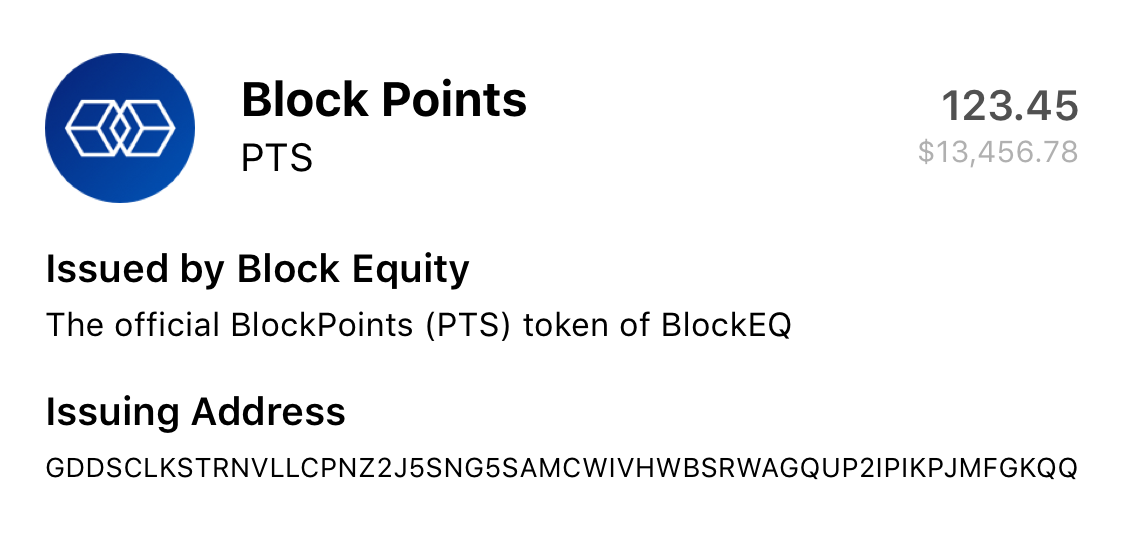 Block Points
PTS
123.45
$13,456.78
Issued by Block Equity
The official BlockPoints (PTS) token of BlockEQ
Issuing Address
GDDSCLKSTRNVLLCPNZ2J5SNG5SAMCWIVHWBSRWAGQUP2IPIKPJMFGKQQ